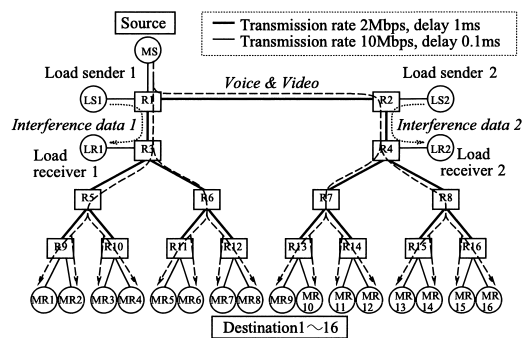 Source
Transmission rate 2Mbps, delay 1ms
Transmission rate 10Mbps, delay 0.1ms
MS
Load sender 1
Load sender 2
Voice & Video
LS1
R1
R2
LS2
Interference data 1
Interference data 2
LR1
R3
R4
LR2
Load receiver 1
Load receiver 2
R5
R6
R7
R8
R9
R10
R11
R12
R13
R14
R15
R16
MR1
MR2
MR3
MR4
MR5
MR6
MR7
MR8
MR9
MR 10
MR 11
MR 12
MR 13
MR 14
MR 15
MR 16
Destination1～16